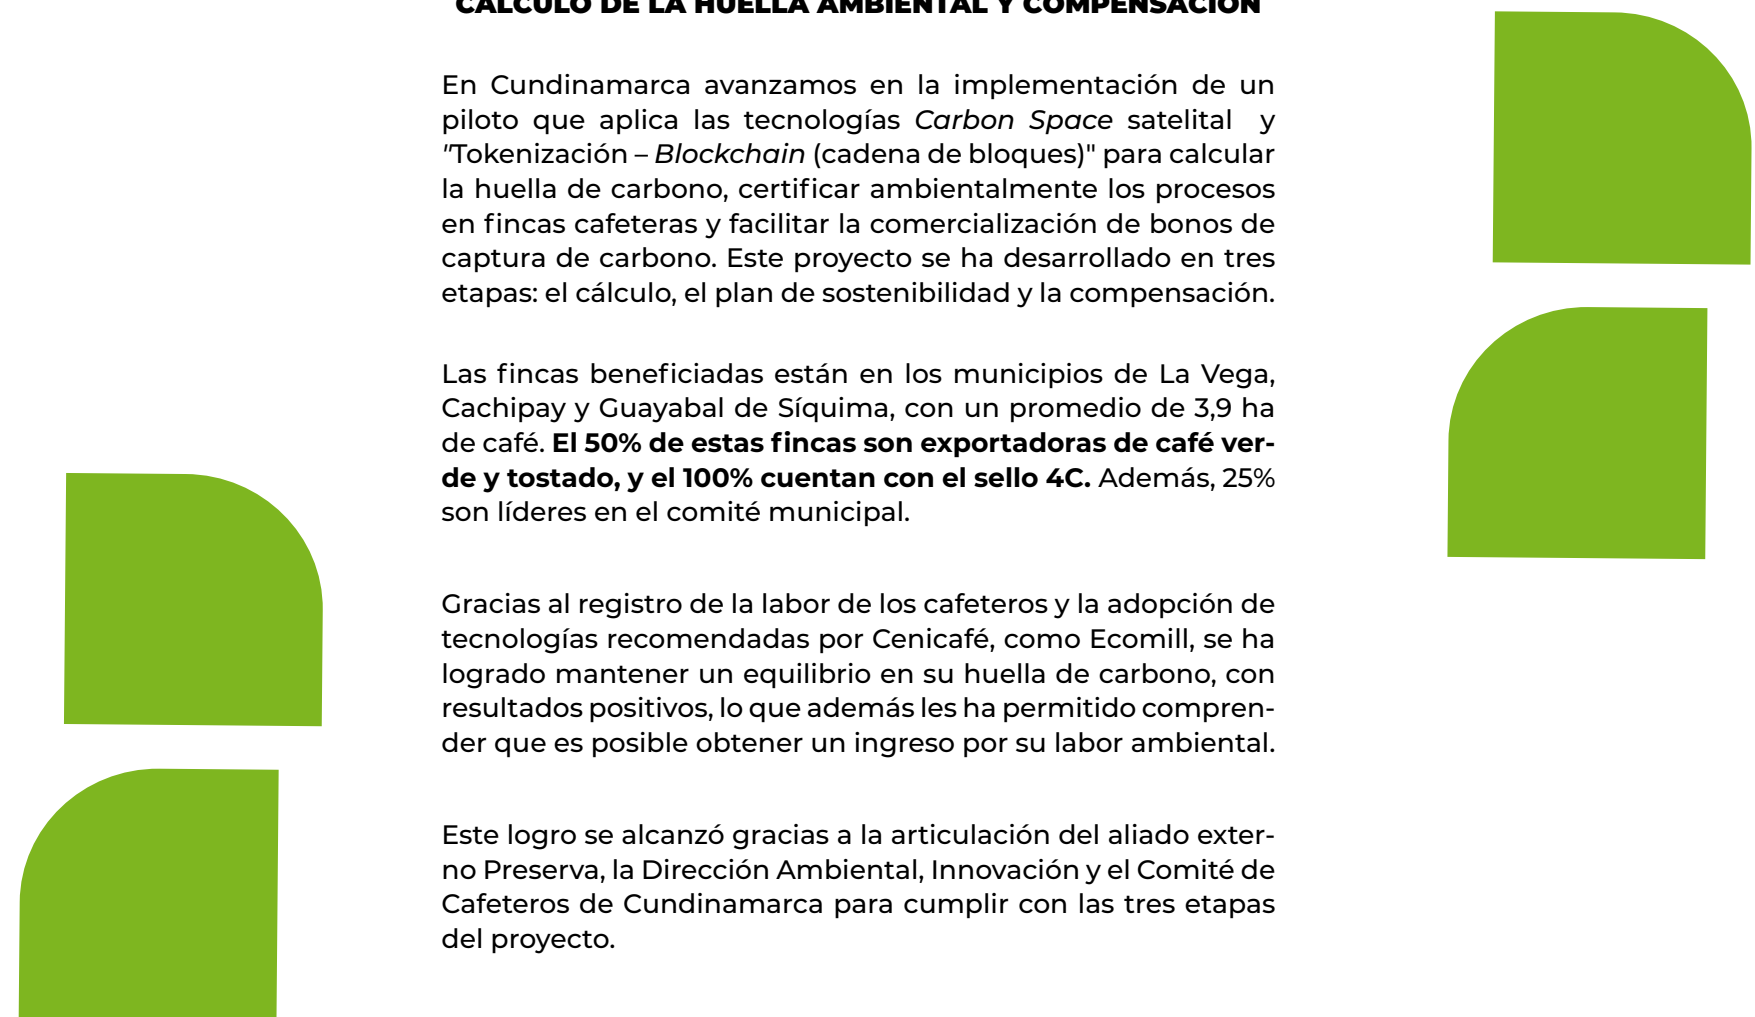 CÁLCULO DE LA HUELLA AMBIENTAL Y COMPENSACIÓN
En Cundinamarca avanzamos en la implementación de un
piloto que aplica las tecnologías Carbon Space satelital y
"Tokenización – Blockchain (cadena de bloques)" para calcular
la huella de carbono, certificar ambientalmente los procesos
en fincas cafeteras y facilitar la comercialización de bonos de
captura de carbono. Este proyecto se ha desarrollado en tres
etapas: el cálculo, el plan de sostenibilidad y la compensación.
Las fincas beneficiadas están en los municipios de La Vega,
Cachipay y Guayabal de Síquima, con un promedio de 3,9 ha
de café. El 50% de estas fincas son exportadoras de café ver-
de y tostado, y el 100% cuentan con el sello 4C. Además, 25%
son líderes en el comité municipal.
Gracias al registro de la labor de los cafeteros y la adopción de
tecnologías recomendadas por Cenicafé, como Ecomill, se ha
logrado mantener un equilibrio en su huella de carbono, con
resultados positivos, lo que además les ha permitido compren-
der que es posible obtener un ingreso por su labor ambiental.
Este logro se alcanzó gracias a la articulación del aliado exter-
no Preserva, la Dirección Ambiental, Innovación y el Comité de
Cafeteros de Cundinamarca para cumplir con las tres etapas
del proyecto.